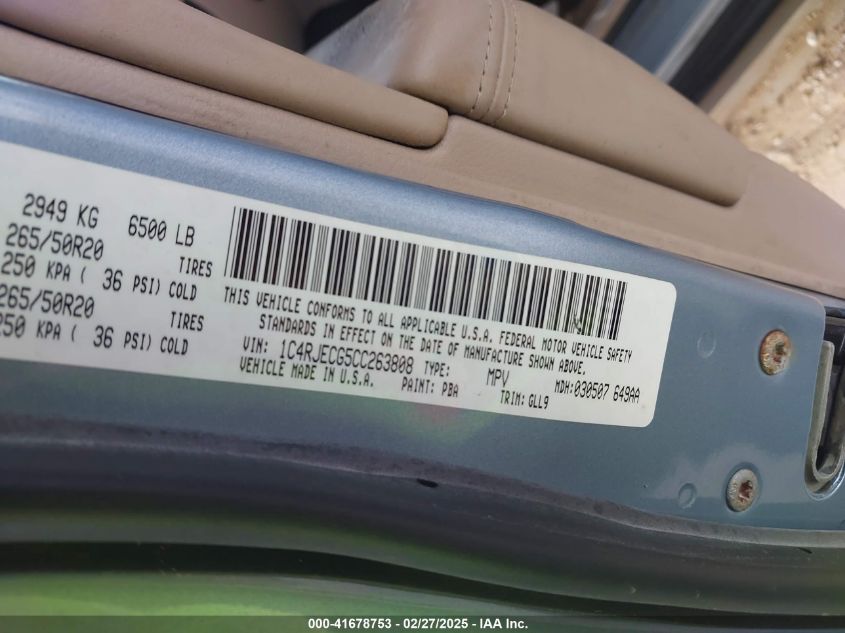 2949 KG 6500 LB
265/50R20 TIRES
250 KPA ( 36 PSI) COLD
265/50R20 TIRES
250 KPA ( 36 PSI) COLD
THIS VEHICLE CONFORMS TO ALL APPLICABLE U.S.A. FEDERAL MOTOR VEHICLE SAFETY
STANDARDS IN EFFECT ON THE DATE OF MANUFACTURE SHOWN ABOVE.
VIN: 1C4RJECG5CC263808 TYPE: MPV MDH:030507 649AA
VEHICLE MADE IN U.S.A. PAINT: PBA TRIM: GLL9
000-41678753 - 02/27/2025 - IAA Inc.